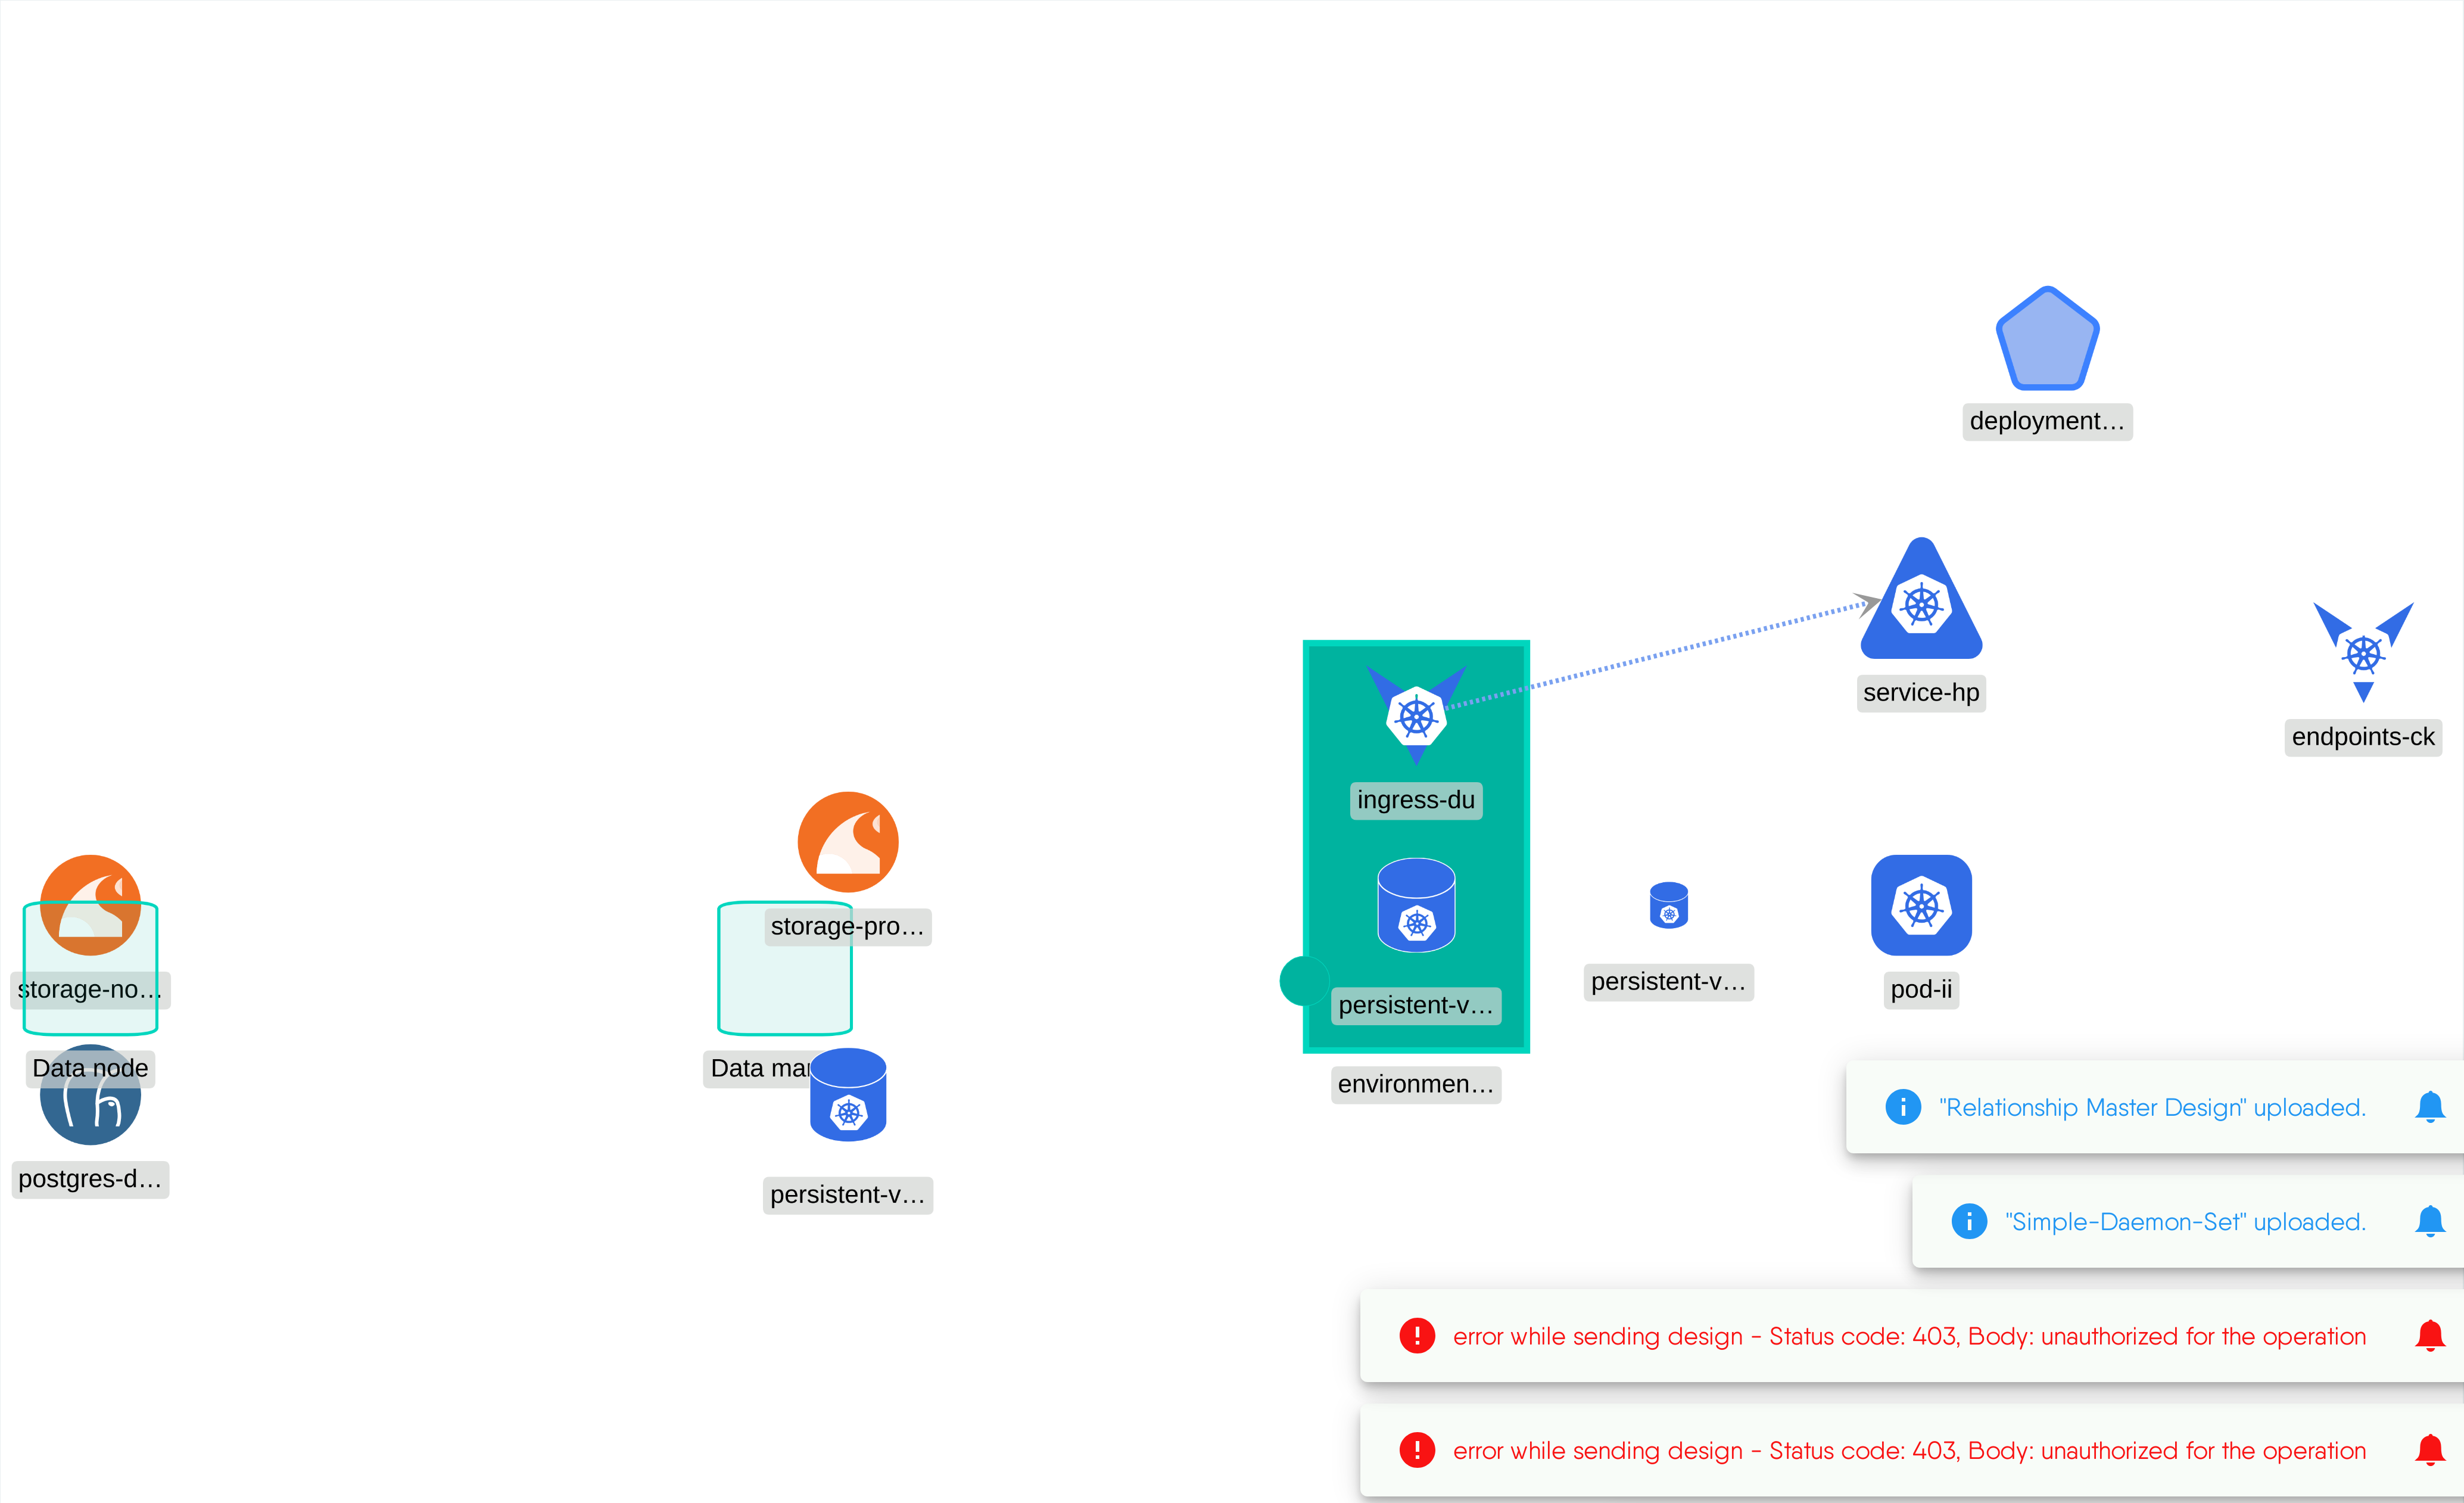 deployment…
service-hp
endpoints-ck
ingress-du
storage-pro…
storage-no…
persistent-v…
persistent-v…
pod-ii
Data node
Data mar
environmen…
postgres-d…
persistent-v…
"Relationship Master Design" uploaded.
"Simple-Daemon-Set" uploaded.
error while sending design - Status code: 403, Body: unauthorized for the operation
error while sending design - Status code: 403, Body: unauthorized for the operation